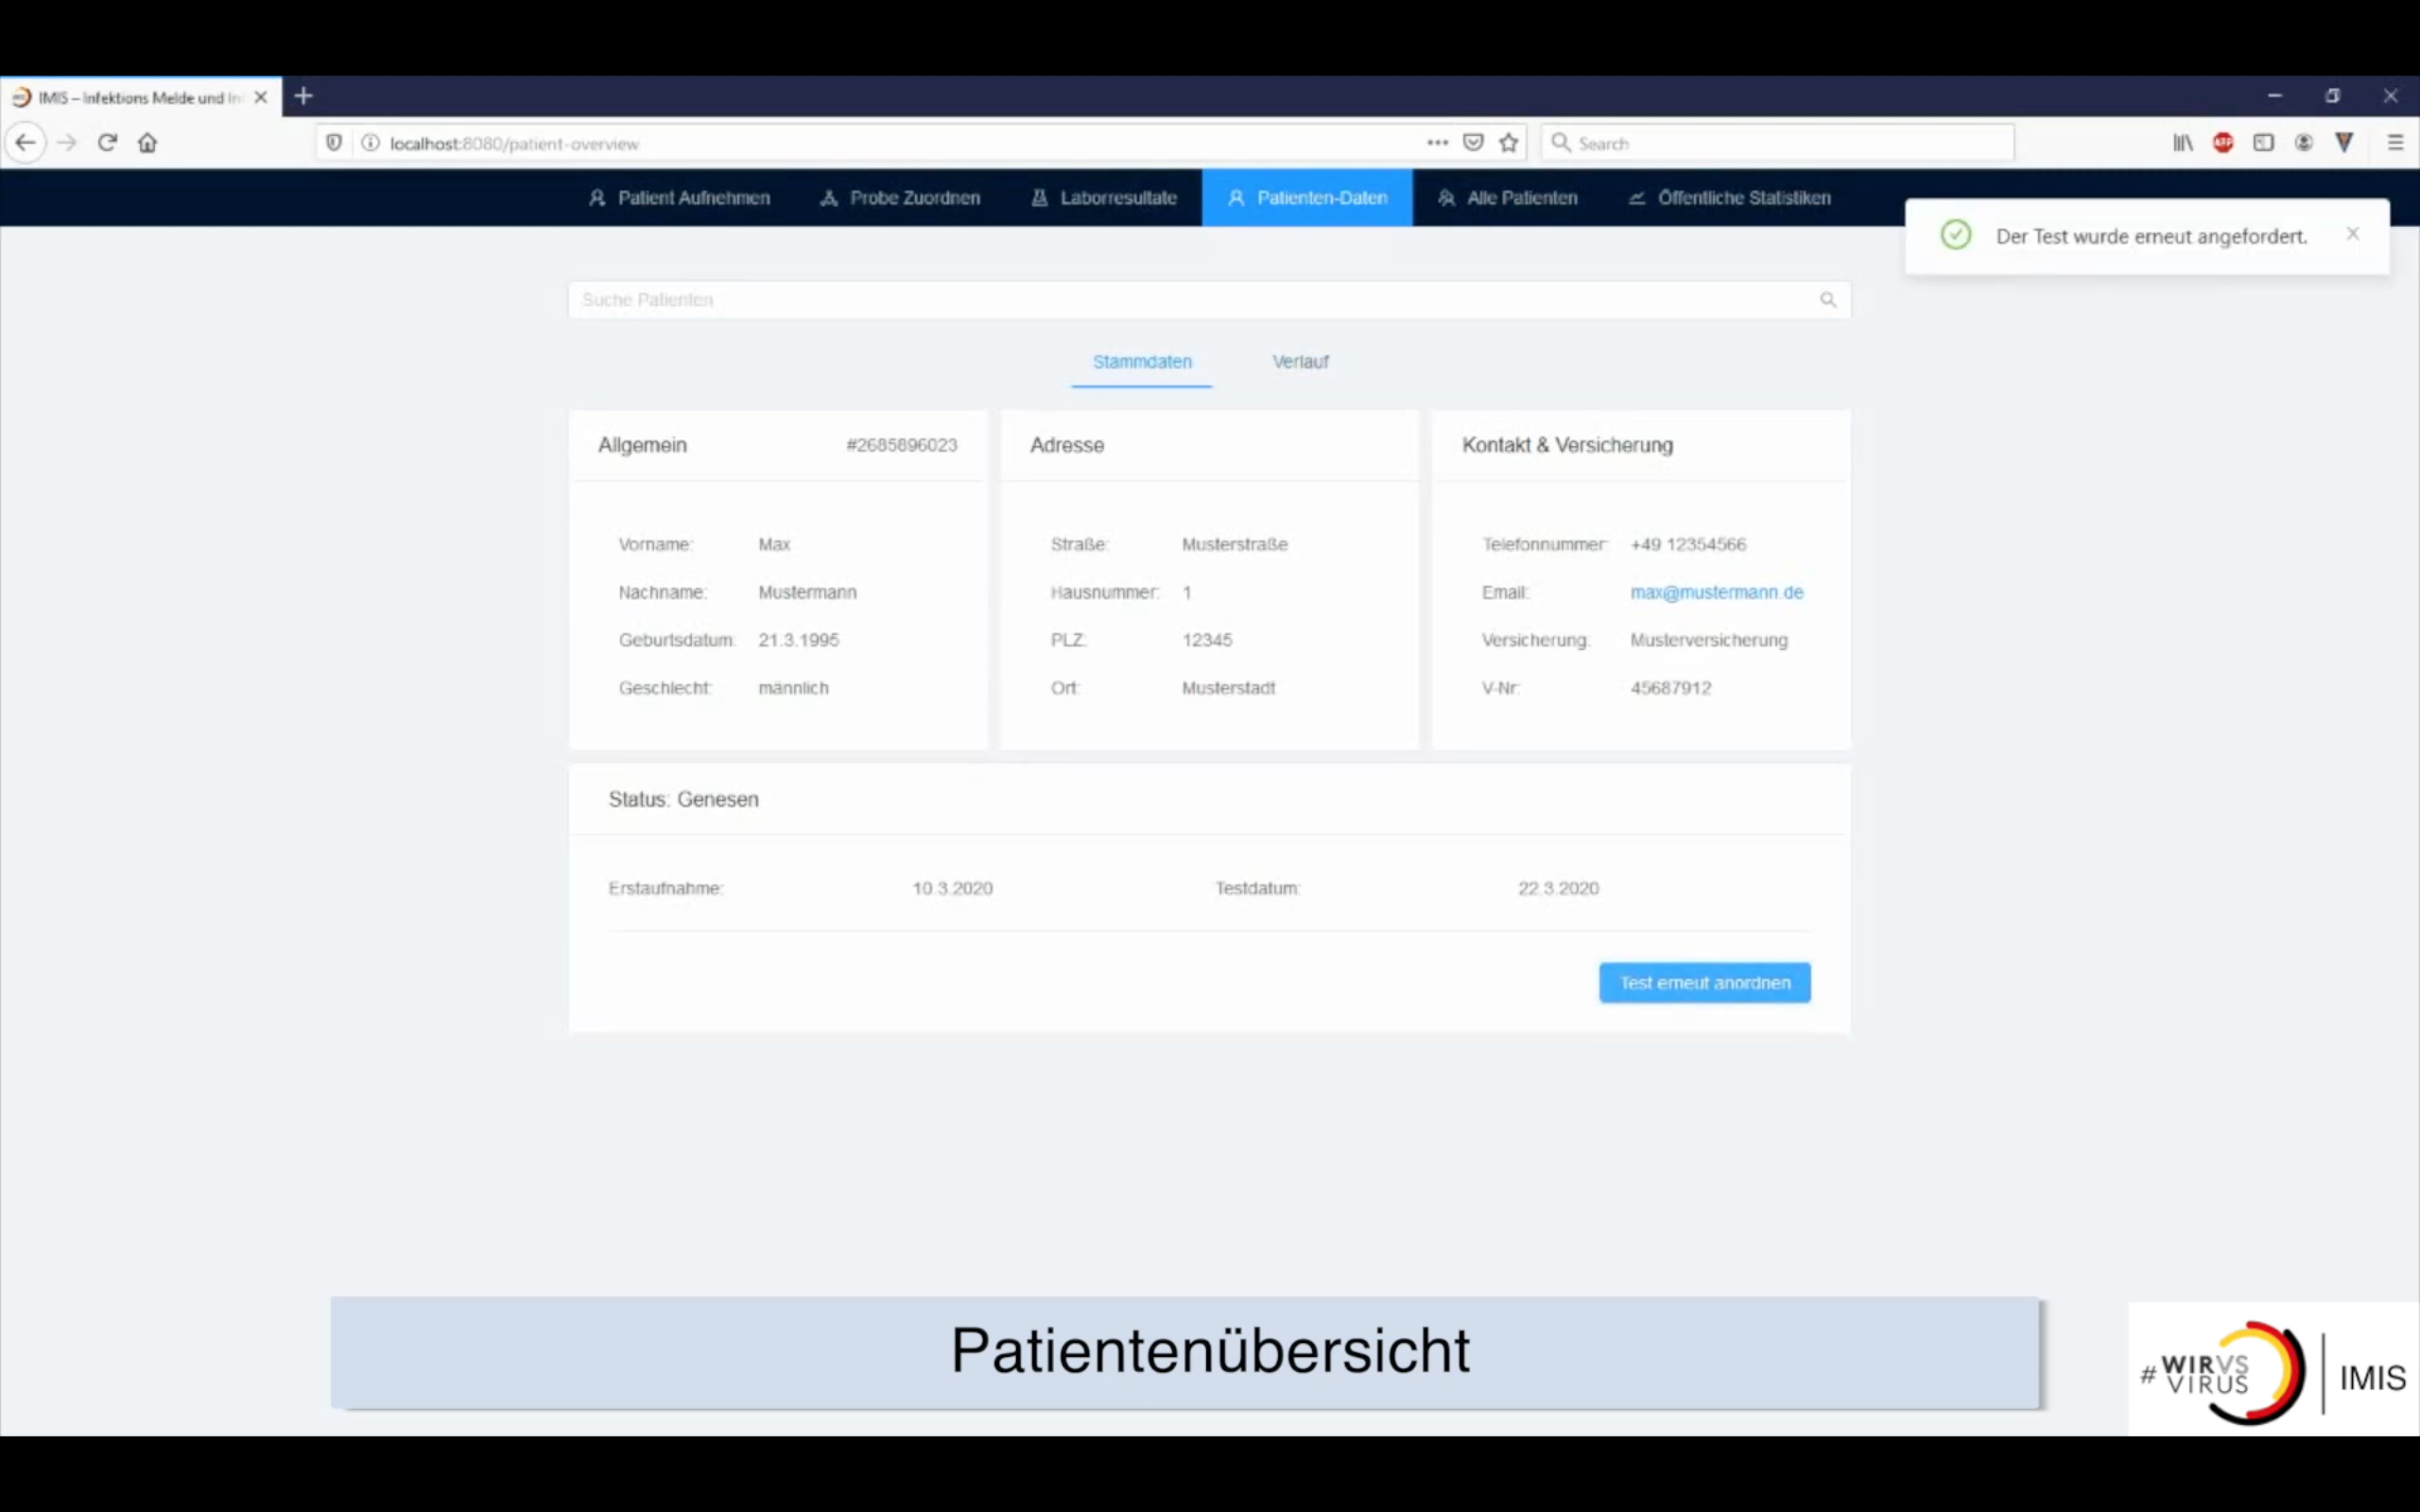 IMIS – Infektions Melde und In
localhost:8080/patient-overview
Search
Patient Aufnehmen Probe Zuordnen Laborresultate Patienten-Daten Alle Patienten Öffentliche Statistiken
Der Test wurde erneut angefordert.
Suche Patienten
Stammdaten Verlauf
Allgemein #2685896023
Vorname: Max
Nachname: Mustermann
Geburtsdatum: 21.3.1995
Geschlecht: männlich
Adresse
Straße: Musterstraße
Hausnummer: 1
PLZ: 12345
Ort: Musterstadt
Kontakt & Versicherung
Telefonnummer: +49 12354566
Email: max@mustermann.de
Versicherung: Musterversicherung
V-Nr: 45687912
Status: Genesen
Erstaufnahme: 10.3.2020 Testdatum: 22.3.2020
Test erneut anordnen
Patientenübersicht
# WIRVS
VIRUS
IMIS